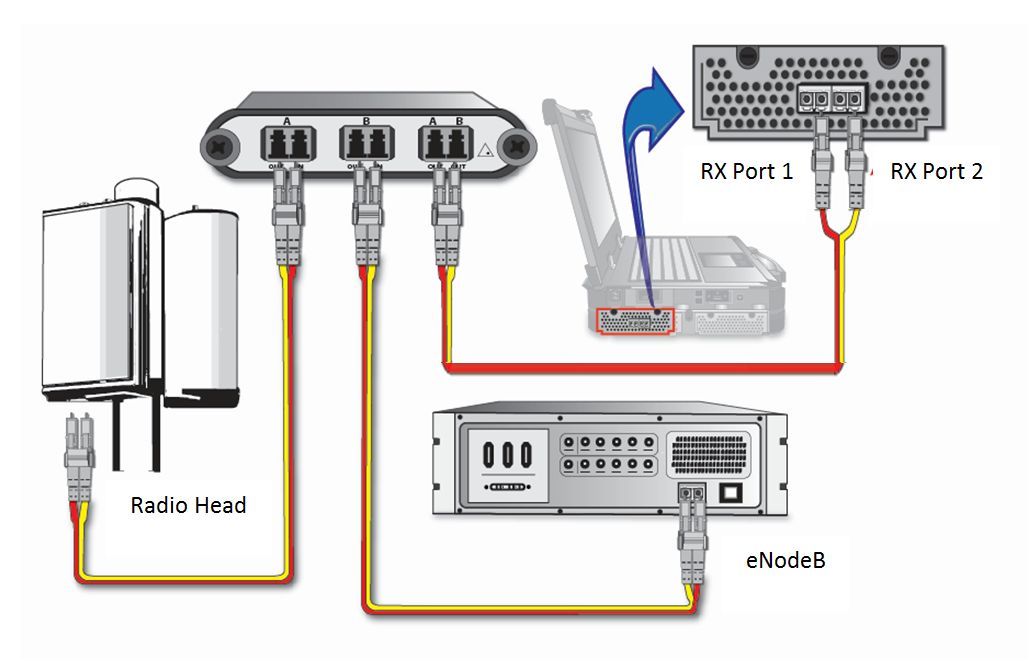 A B A B
OUT IN OUT IN OUT OUT
RX Port 1 RX Port 2
Radio Head
eNodeB